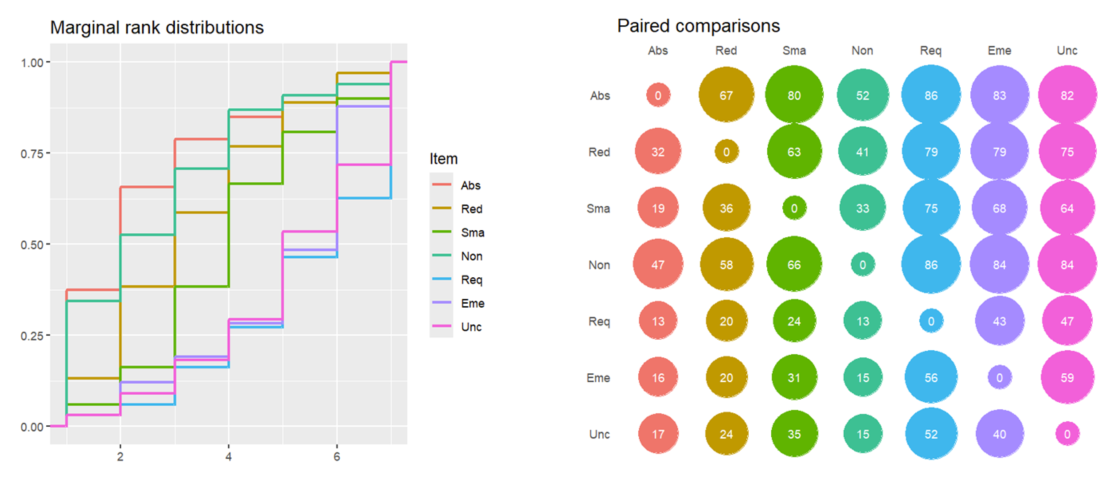 Marginal rank distributions
1.00
0.75
0.50
0.25
0.00
2 4 6
Item
Abs
Red
Sma
Non
Req
Eme
Unc
Paired comparisons
Abs Red Sma Non Req Eme Unc
Abs 0 67 80 52 86 83 82
Red 32 0 63 41 79 79 75
Sma 19 36 0 33 75 68 64
Non 47 58 66 0 86 84 84
Req 13 20 24 13 0 43 47
Eme 16 20 31 15 56 0 59
Unc 17 24 35 15 52 40 0